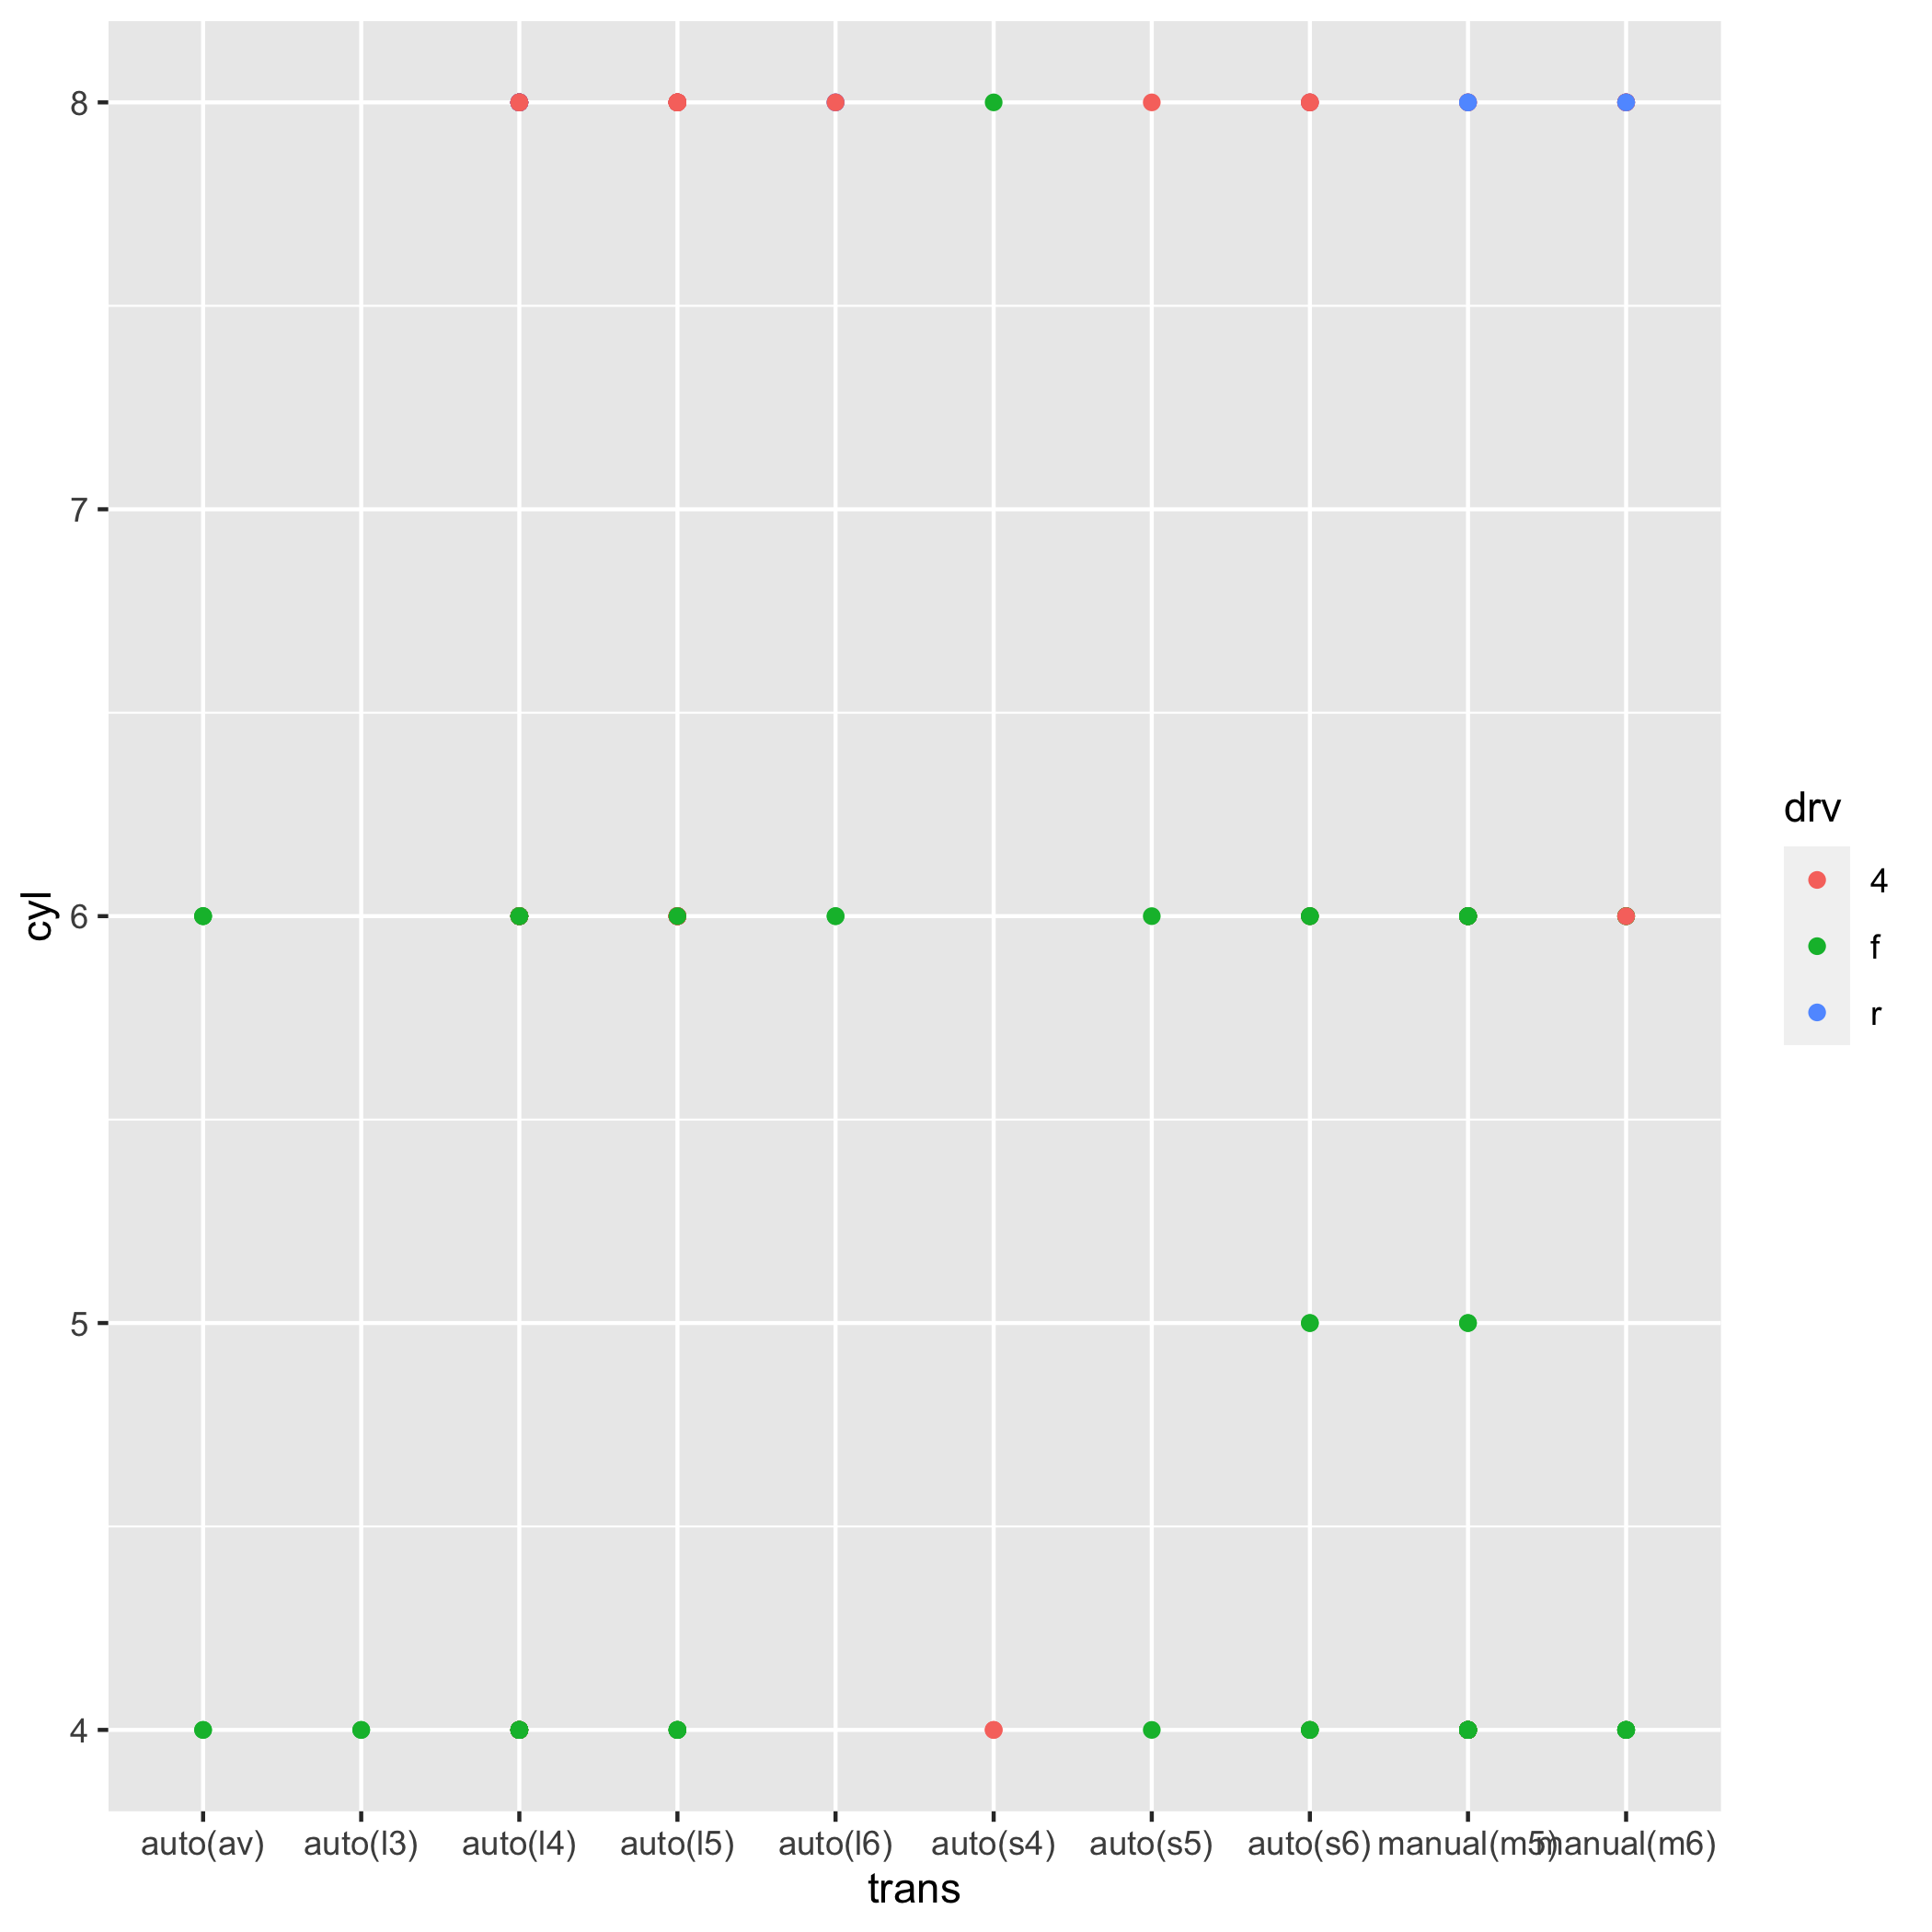 8
7
6
5
4
cyl
auto(av) auto(l3) auto(l4) auto(l5) auto(l6) auto(s4) auto(s5) auto(s6) manual(m5) manual(m6)
trans
drv
4
f
r